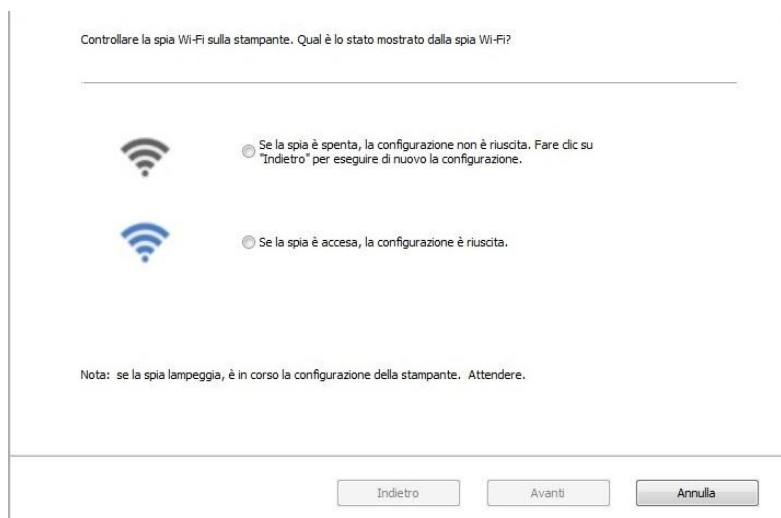 Controllare la spia Wi-Fi sulla stampante. Qual è lo stato mostrato dalla spia Wi-Fi?
Se la spia è spenta, la configurazione non è riuscita. Fare clic su
"Indietro" per eseguire di nuovo la configurazione.
Se la spia è accesa, la configurazione è riuscita.
Nota: se la spia lampeggia, è in corso la configurazione della stampante. Attendere.
Indietro
Avanti
Annulla